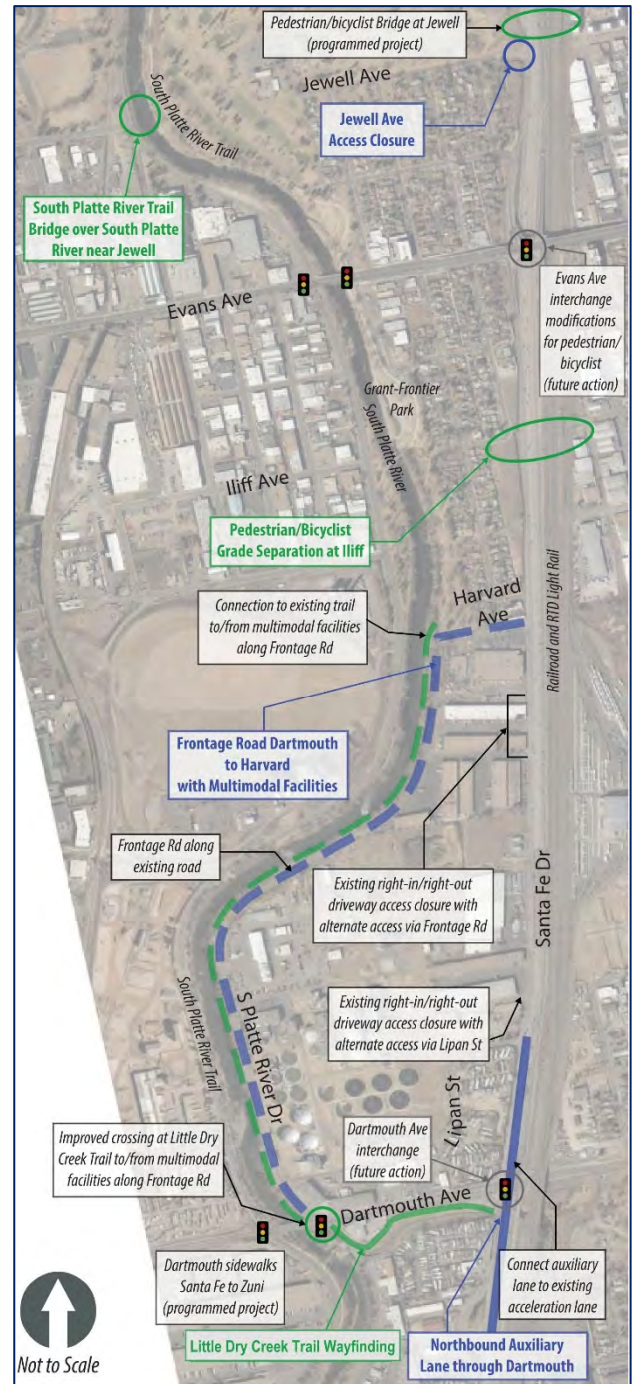 Pedestrian/bicyclist Bridge at Jewell
(programmed project)
Jewell Ave
South Platte River Trail
Jewell Ave
Access Closure
South Platte River Trail
Bridge over South Platte
River near Jewell
Evans Ave
Evans Ave
interchange
modifications
for pedestrian/
bicyclist
(future action)
Grant-Frontier
Park
South Platte River
Iliff Ave
Pedestrian/Bicyclist
Grade Separation at Iliff
Connection to existing trail
to/from multimodal facilities
along Frontage Rd
Harvard
Ave
Railroad and RTD Light Rail
Frontage Road Dartmouth
to Harvard
with Multimodal Facilities
Frontage Rd along
existing road
Existing right-in/right-out
driveway access closure with
alternate access via Frontage Rd
Santa Fe Dr
South Platte River Trail
S Platte River Dr
Existing right-in/right-out
driveway access closure with
alternate access via Lipan St
Lipan St
Improved crossing at Little Dry
Creek Trail to/from multimodal
facilities along Frontage Rd
Dartmouth Ave
interchange
(future action)
Dartmouth Ave
Dartmouth sidewalks
Santa Fe to Zuni
(programmed project)
Connect auxiliary
lane to existing
acceleration lane
Little Dry Creek Trail Wayfinding
Northbound Auxiliary
Lane through Dartmouth
Not to Scale